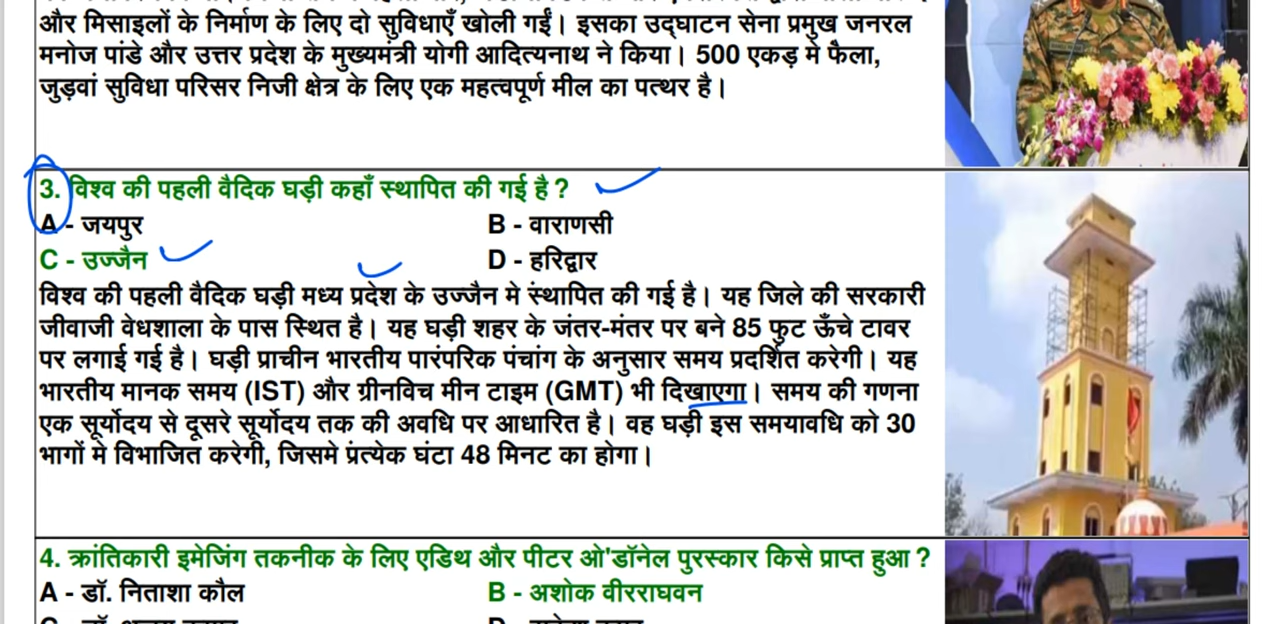 और मिसाइलों के निर्माण के लिए दो सुविधाएँ खोली गईं। इसका उद्घाटन सेना प्रमुख जनरल
मनोज पांडे और उत्तर प्रदेश के मुख्यमंत्री योगी आदित्यनाथ ने किया। 500 एकड़ मे फैला,
जुड़वां सुविधा परिसर निजी क्षेत्र के लिए एक महत्वपूर्ण मील का पत्थर है।
3. विश्व की पहली वैदिक घड़ी कहाँ स्थापित की गई है ?
A - जयपुर
B - वाराणसी
C - उज्जैन
D - हरिद्वार
विश्व की पहली वैदिक घड़ी मध्य प्रदेश के उज्जैन मे स्थापित की गई है। यह जिले की सरकारी
जीवाजी वेधशाला के पास स्थित है। यह घड़ी शहर के जंतर-मंतर पर बने 85 फुट ऊँचे टावर
पर लगाई गई है। घड़ी प्राचीन भारतीय पारंपरिक पंचांग के अनुसार समय प्रदर्शित करेगी। यह
भारतीय मानक समय (IST) और ग्रीनविच मीन टाइम (GMT) भी दिखाएगा। समय की गणना
एक सूर्योदय से दूसरे सूर्योदय तक की अवधि पर आधारित है। वह घड़ी इस समयावधि को 30
भागों मे विभाजित करेगी, जिसमे प्रंत्येक घंटा 48 मिनट का होगा।
4. क्रांतिकारी इमेजिंग तकनीक के लिए एडिथ और पीटर ओ'डॉनेल पुरस्कार किसे प्राप्त हुआ ?
A - डॉ. निताशा कौल
B - अशोक वीरराघवन